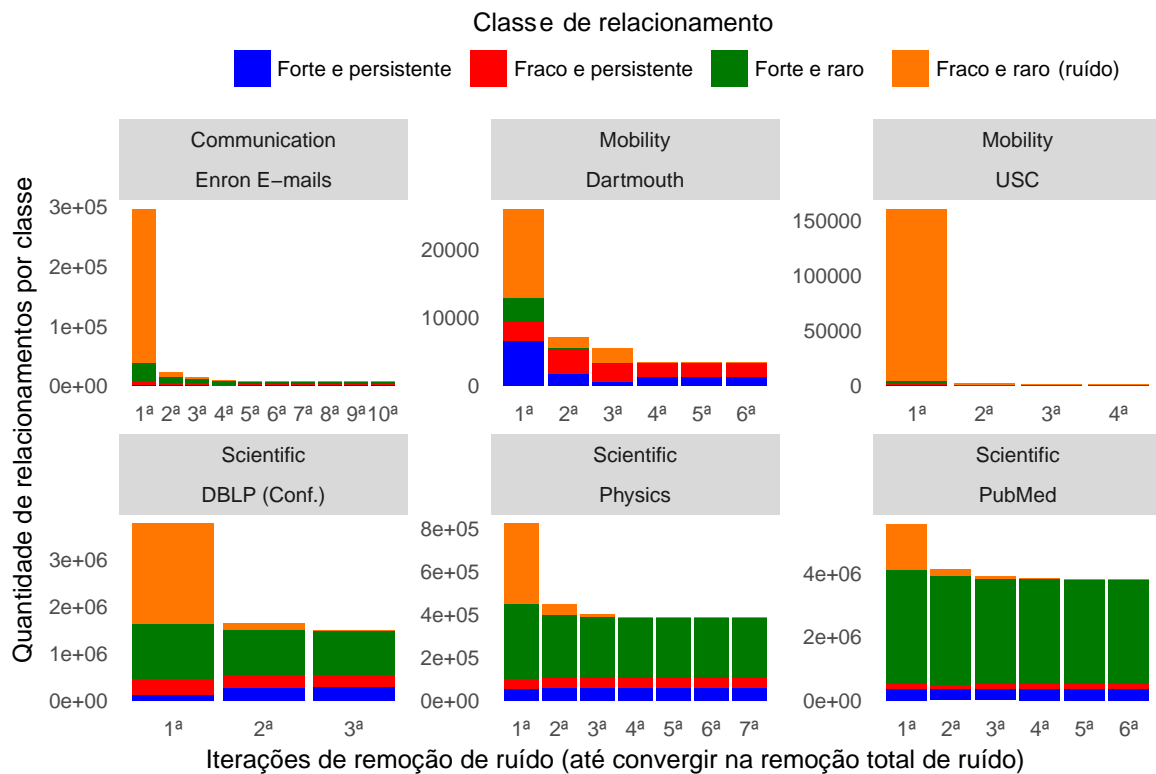 Classe de relacionamento
Forte e persistente Fraco e persistente Forte e raro Fraco e raro (ruído)
Quantidade de relacionamentos por classe
Communication
Enron E−mails
3e+05
2e+05
1e+05
0e+00
1ª 2ª 3ª 4ª 5ª 6ª 7ª 8ª 9ª 10ª
Mobility
Dartmouth
20000
10000
0
1ª 2ª 3ª 4ª 5ª 6ª
Mobility
USC
150000
100000
50000
0
1ª 2ª 3ª 4ª
Scientific
DBLP (Conf.)
3e+06
2e+06
1e+06
0e+00
1ª 2ª 3ª
Scientific
Physics
8e+05
6e+05
4e+05
2e+05
0e+00
1ª 2ª 3ª 4ª 5ª 6ª 7ª
Scientific
PubMed
4e+06
2e+06
0e+00
1ª 2ª 3ª 4ª 5ª 6ª
Iterações de remoção de ruído (até convergir na remoção total de ruído)